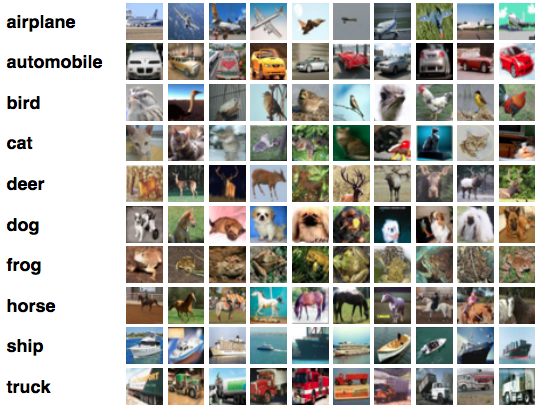 airplane
automobile
bird
cat
deer
dog
frog
horse
ship
truck